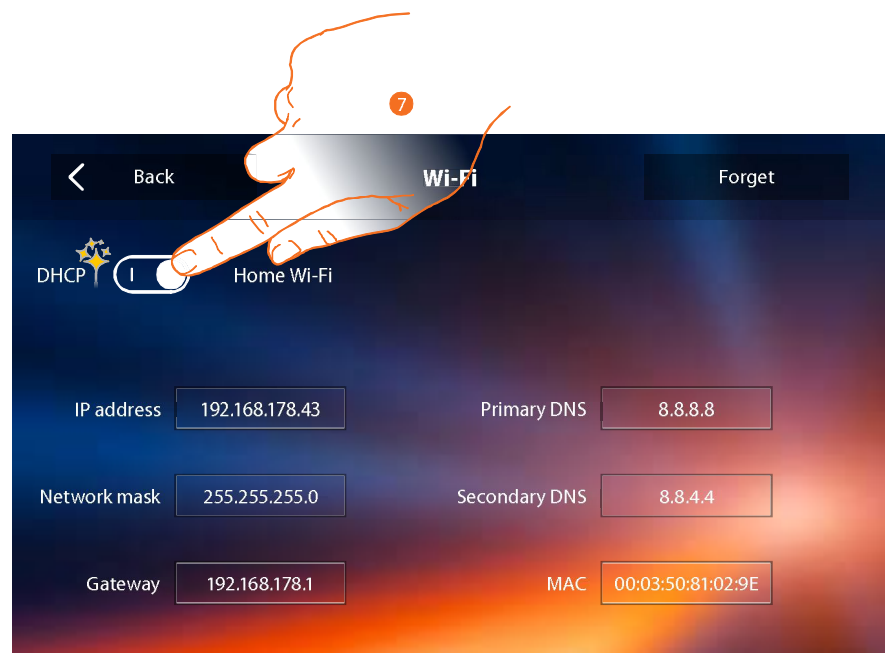 7
Back
Wi-Fi
Forget
DHCP
I
Home Wi-Fi
IP address 192.168.178.43
Primary DNS 8.8.8.8
Network mask 255.255.255.0
Secondary DNS 8.8.4.4
Gateway 192.168.178.1
MAC 00:03:50:81:02:9E